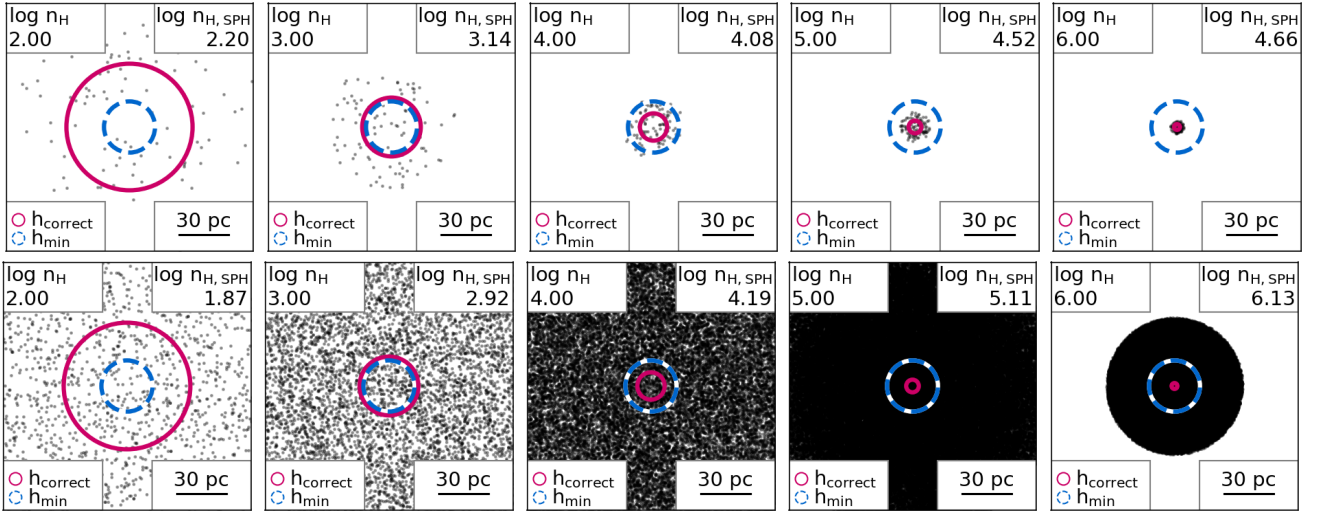 log n_H log n_H, SPH
2.00 2.20
h_correct
h_min
30 pc
log n_H log n_H, SPH
3.00 3.14
h_correct
h_min
30 pc
log n_H log n_H, SPH
4.00 4.08
h_correct
h_min
30 pc
log n_H log n_H, SPH
5.00 4.52
h_correct
h_min
30 pc
log n_H log n_H, SPH
6.00 4.66
h_correct
h_min
30 pc
log n_H log n_H, SPH
2.00 1.87
h_correct
h_min
30 pc
log n_H log n_H, SPH
3.00 2.92
h_correct
h_min
30 pc
log n_H log n_H, SPH
4.00 4.19
h_correct
h_min
30 pc
log n_H log n_H, SPH
5.00 5.11
h_correct
h_min
30 pc
log n_H log n_H, SPH
6.00 6.13
h_correct
h_min
30 pc